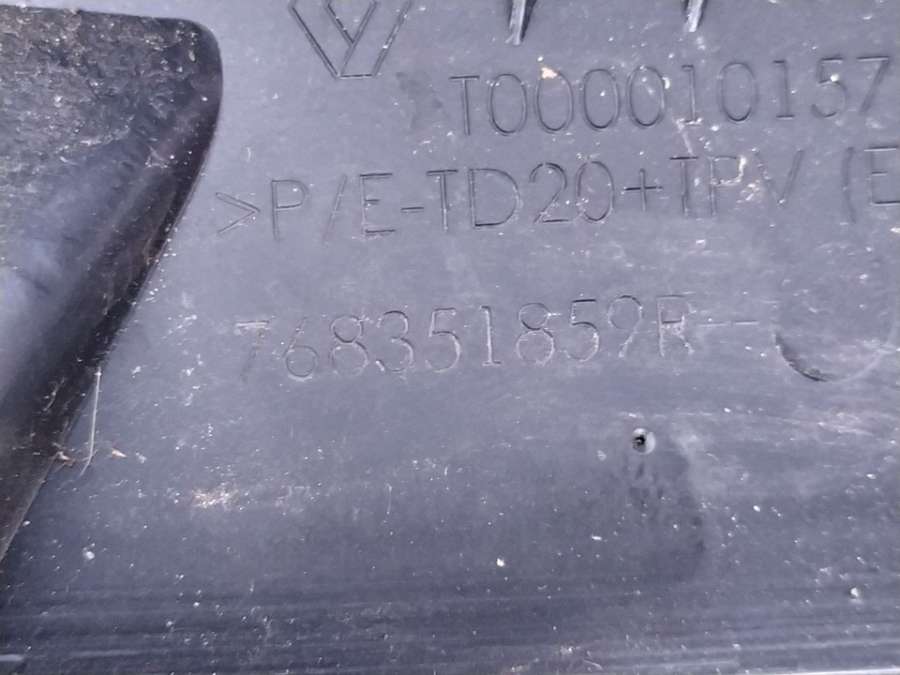 T000010157
>P/E-TD20+TPV (E
768351859R--